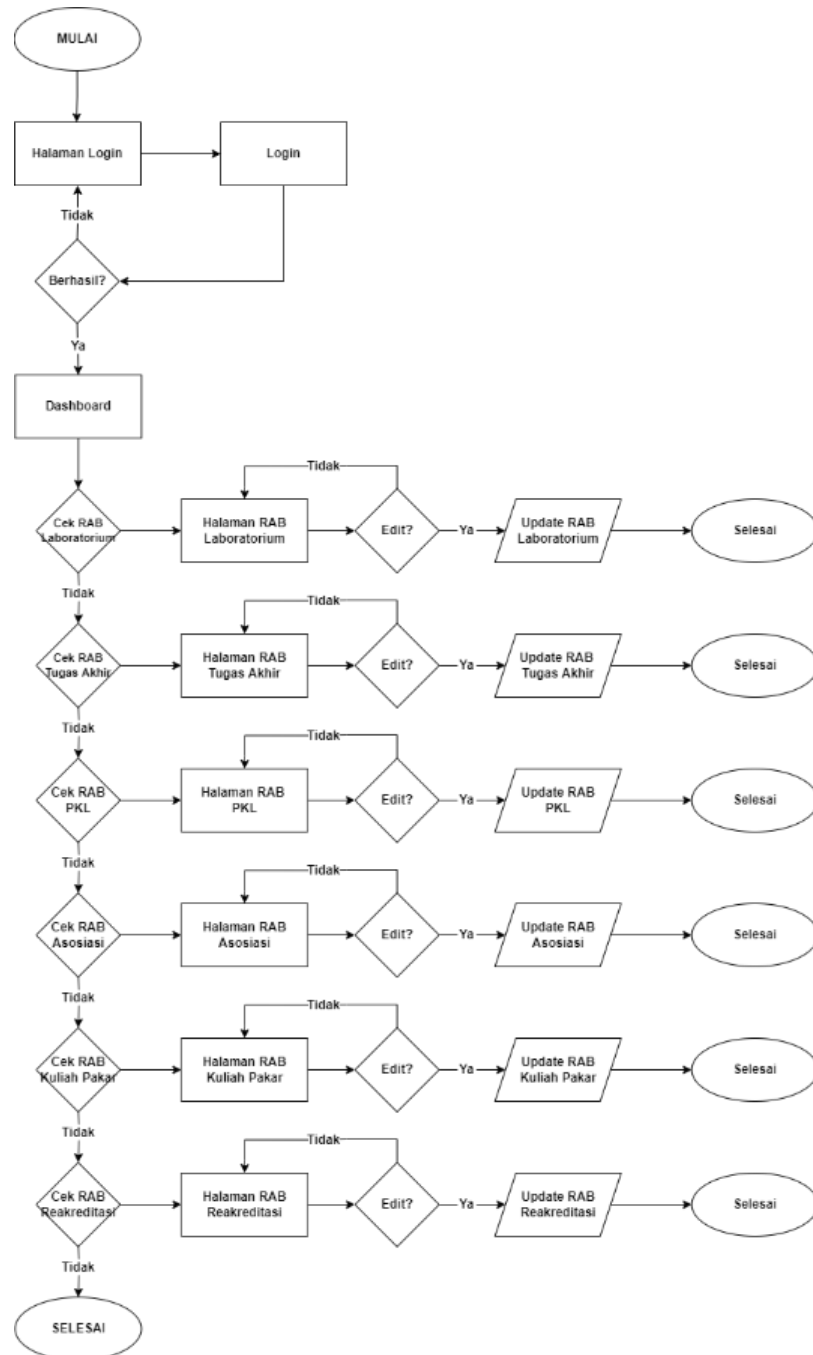 MULAI
Halaman Login
Login
Tidak
Berhasil?
Ya
Dashboard
Tidak
Cek RAB
Laboratorium
Halaman RAB
Laboratorium
Edit?
Ya
Update RAB
Laboratorium
Selesai
Tidak
Tidak
Cek RAB
Tugas Akhir
Halaman RAB
Tugas Akhir
Edit?
Ya
Update RAB
Tugas Akhir
Selesai
Tidak
Tidak
Cek RAB
PKL
Halaman RAB
PKL
Edit?
Ya
Update RAB
PKL
Selesai
Tidak
Tidak
Cek RAB
Asosiasi
Halaman RAB
Asosiasi
Edit?
Ya
Update RAB
Asosiasi
Selesai
Tidak
Tidak
Cek RAB
Kuliah Pakar
Halaman RAB
Kuliah Pakar
Edit?
Ya
Update RAB
Kuliah Pakar
Selesai
Tidak
Tidak
Cek RAB
Reakreditasi
Halaman RAB
Reakreditasi
Edit?
Ya
Update RAB
Reakreditasi
Selesai
Tidak
SELESAI